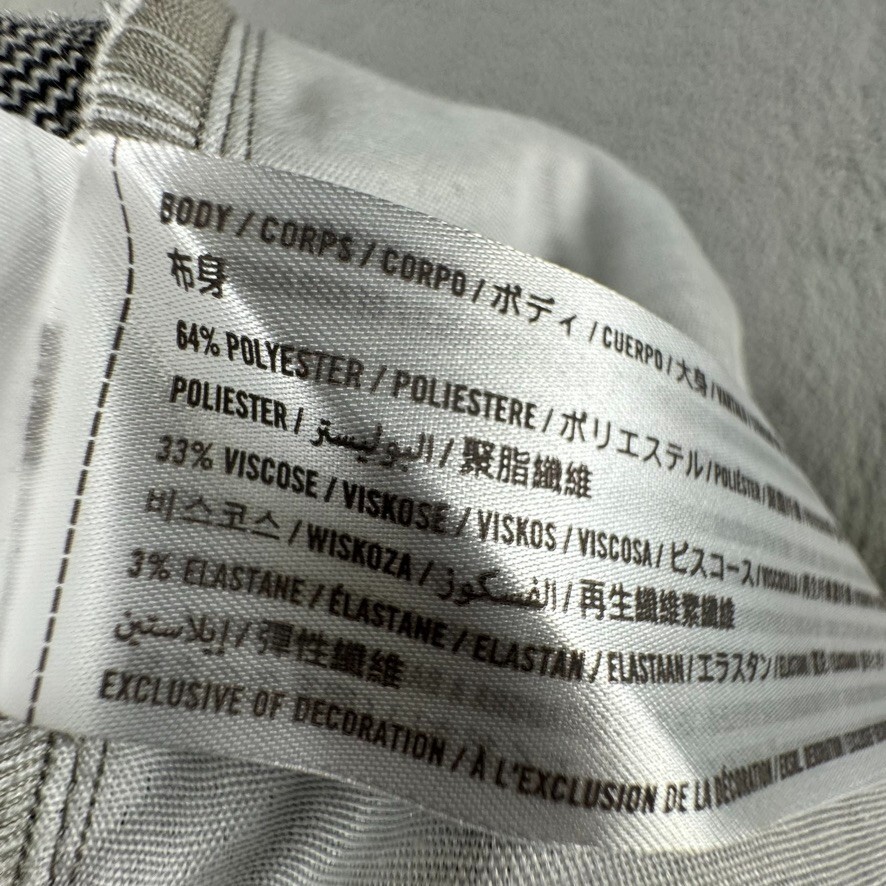 BODY / CORPS / CORPO / ボディ / CUERPO / 大身 /
布身
64% POLYESTER / POLIESTERE / ポリエステル / POLIÉSTER /
POLIESTER / البوليستر / 聚脂纖維
33% VISCOSE / VISKOSE / VISKOS / VISCOSA / ビスコース /
비스코스 / WISKOZA / الفسكوز / 再生纖維素纖維
3% ELASTANE / ÉLASTANE / ELASTAN / ELASTAAN / エラスタン /
إيلاستين / 彈性纖維
EXCLUSIVE OF DECORATION / À L'EXCLUSION DE LA DÉCORATION /